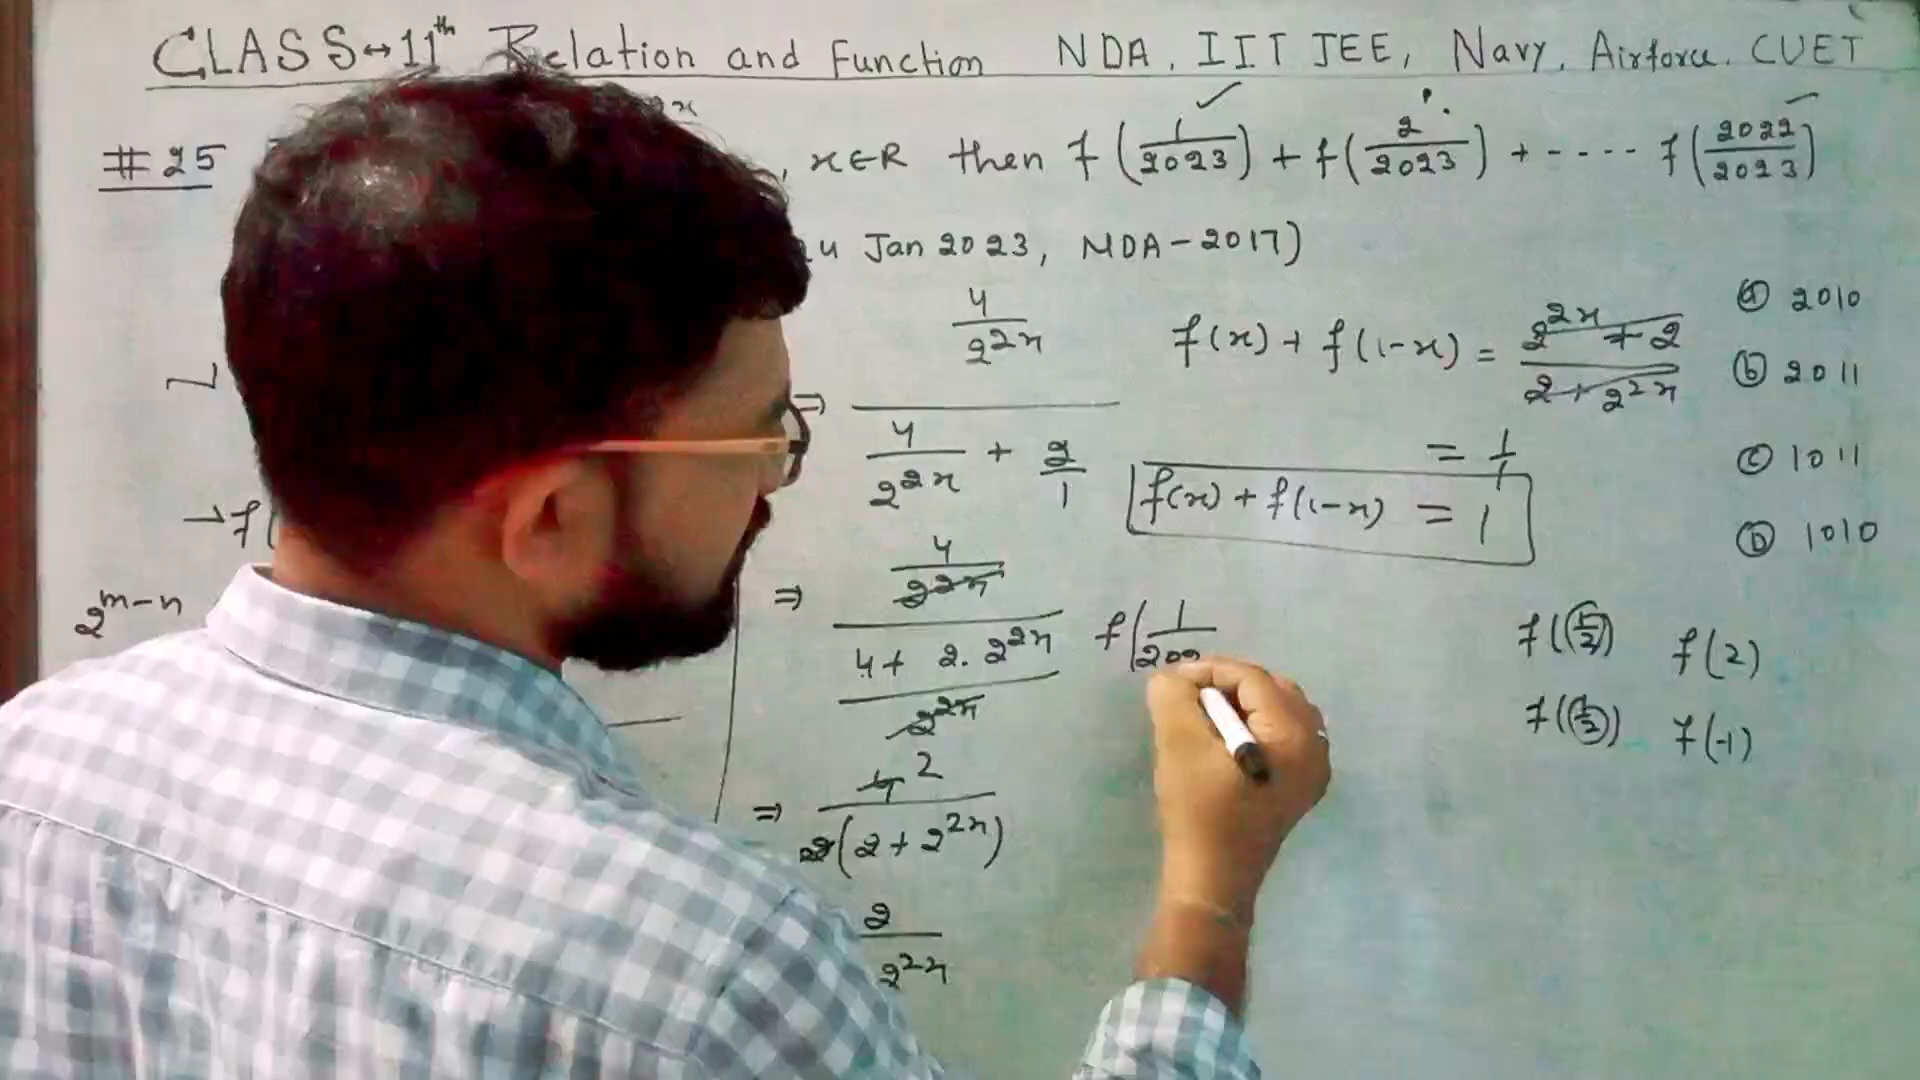 CLASS → 11th Relation and Function NDA, IIT JEE, Navy, Airforce, CUET
#25 , x∈R then f(1/2023) + f(2/2023) + ---- f(2022/2023)
Jan 2023, NDA-2017)
4/2^2x
f(x) + f(1-x) = 2^2x + 2 / 2 + 2^2x
ⓐ 2010
ⓑ 2011
ⓒ 1011
Ⓓ 1010
⇒ 4/2^2x + 2/1
= 1
f(x) + f(1-x) = 1
→ f(
2^m-n
⇒ 4/2^2x
4 + 2. 2^2x / 2^2x
f(1/202
f(1/2) f(2)
f(1/2) f(-1)
⇒ 4 2 / 2(2 + 2^2x)
2
2^2x